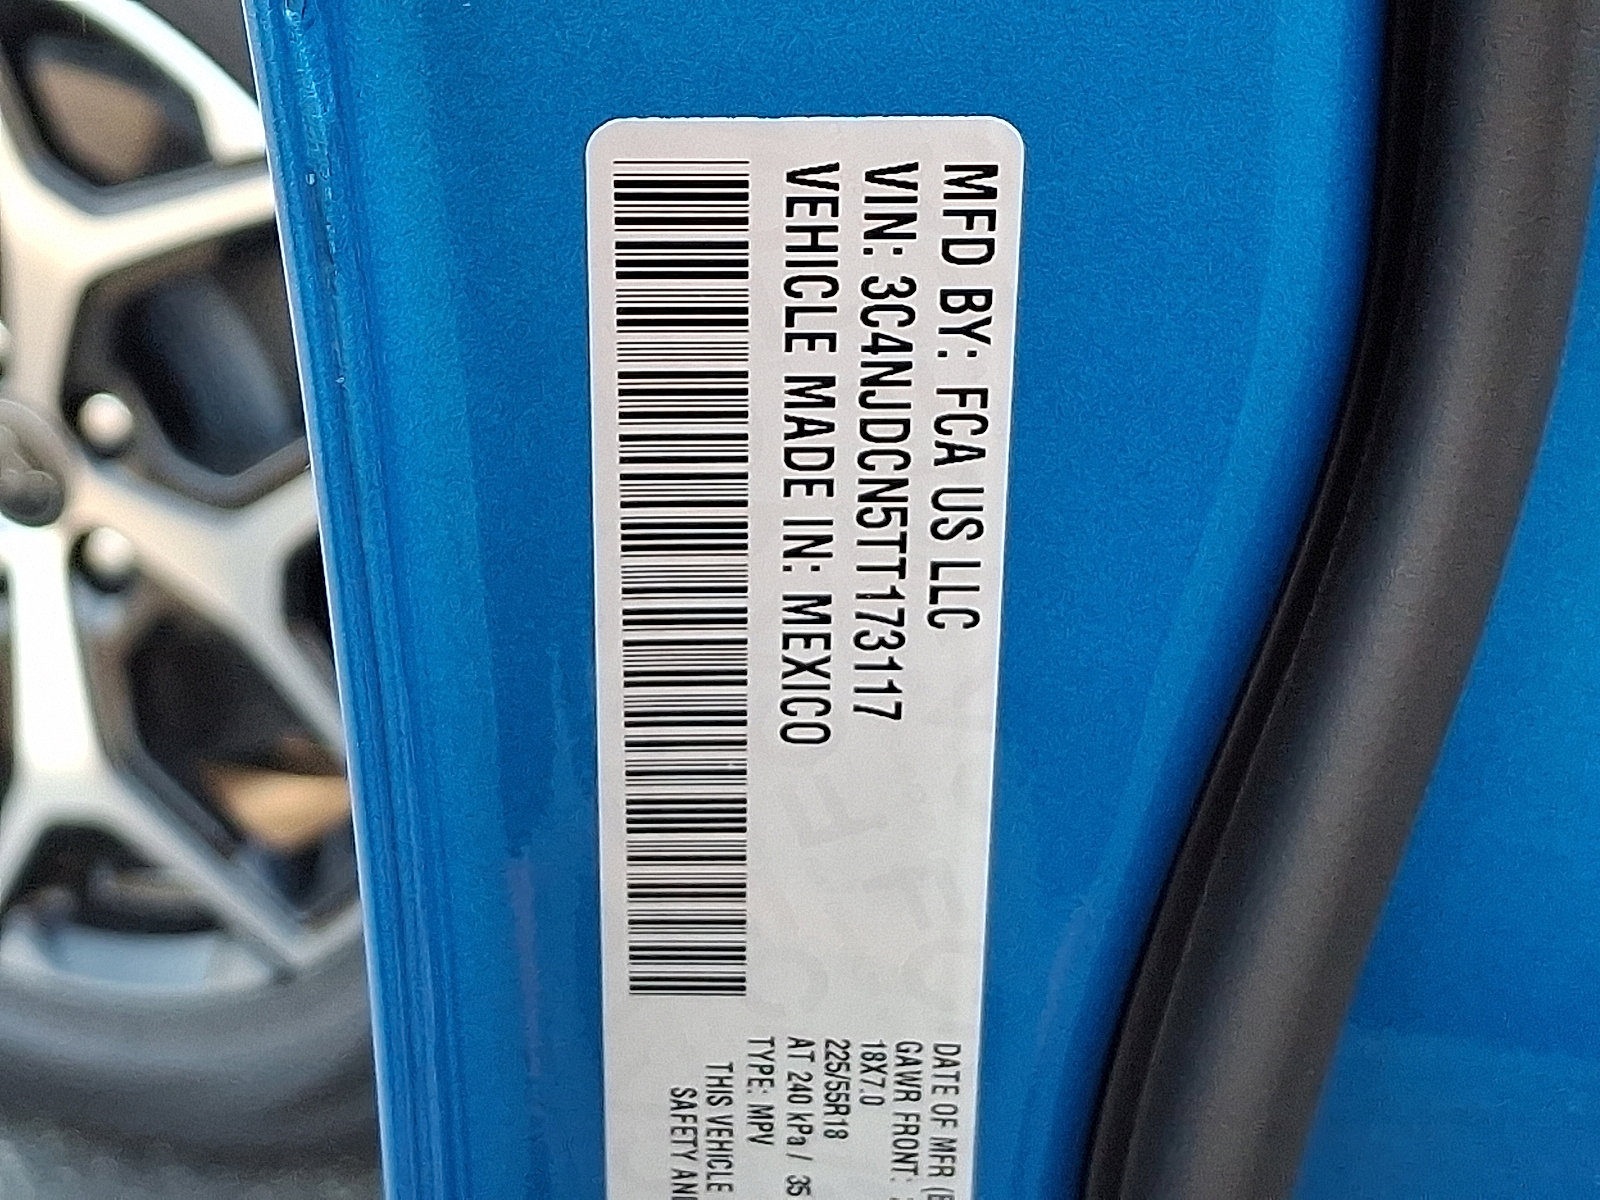 MFD BY: FCA US LLC
VIN: 3C4NJDCN5TT173117
VEHICLE MADE IN: MEXICO
DATE OF MFR
GAWR FRONT:
18X7.0
225/55R18
AT 240 kPa / 35
TYPE: MPV
THIS VEHICLE
SAFETY